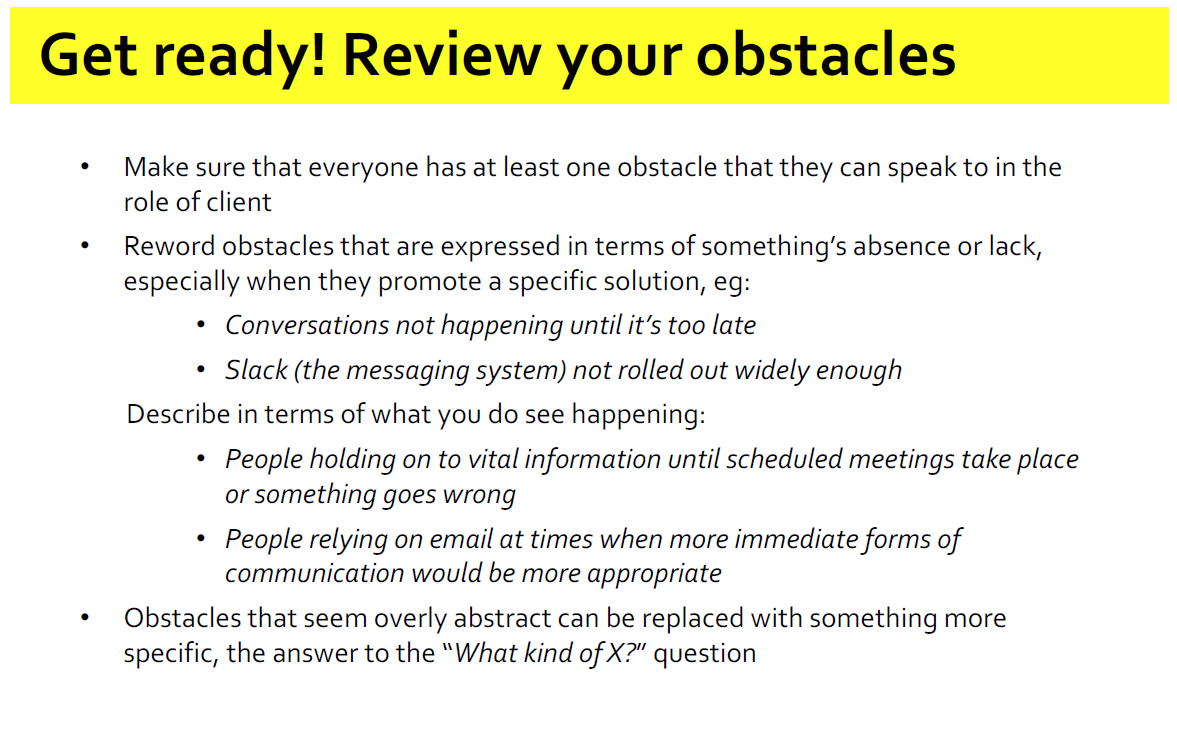 Get ready! Review your obstacles
• Make sure that everyone has at least one obstacle that they can speak to in the
role of client
• Reword obstacles that are expressed in terms of something’s absence or lack,
especially when they promote a specific solution, eg:
• Conversations not happening until it’s too late
• Slack (the messaging system) not rolled out widely enough
Describe in terms of what you do see happening:
• People holding on to vital information until scheduled meetings take place
or something goes wrong
• People relying on email at times when more immediate forms of
communication would be more appropriate
• Obstacles that seem overly abstract can be replaced with something more
specific, the answer to the “What kind of X?” question